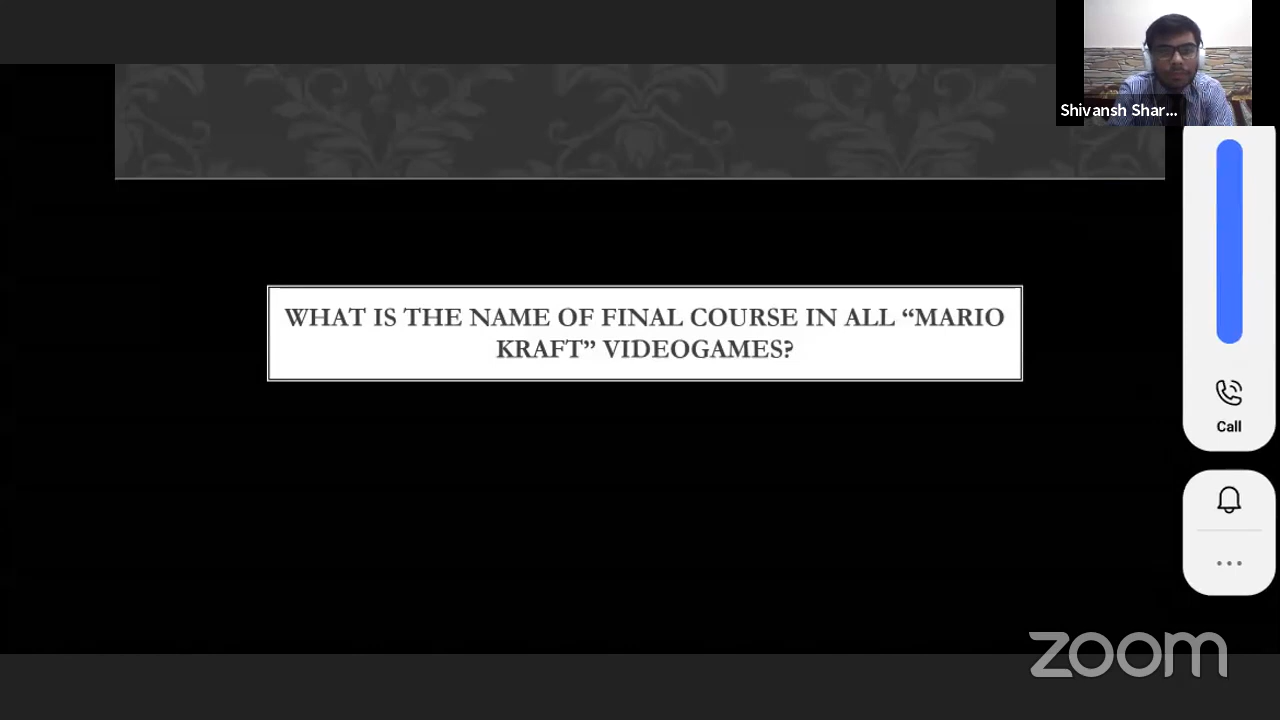 Shivansh Shar...
WHAT IS THE NAME OF FINAL COURSE IN ALL “MARIO
KRAFT” VIDEOGAMES?
Call
zoom